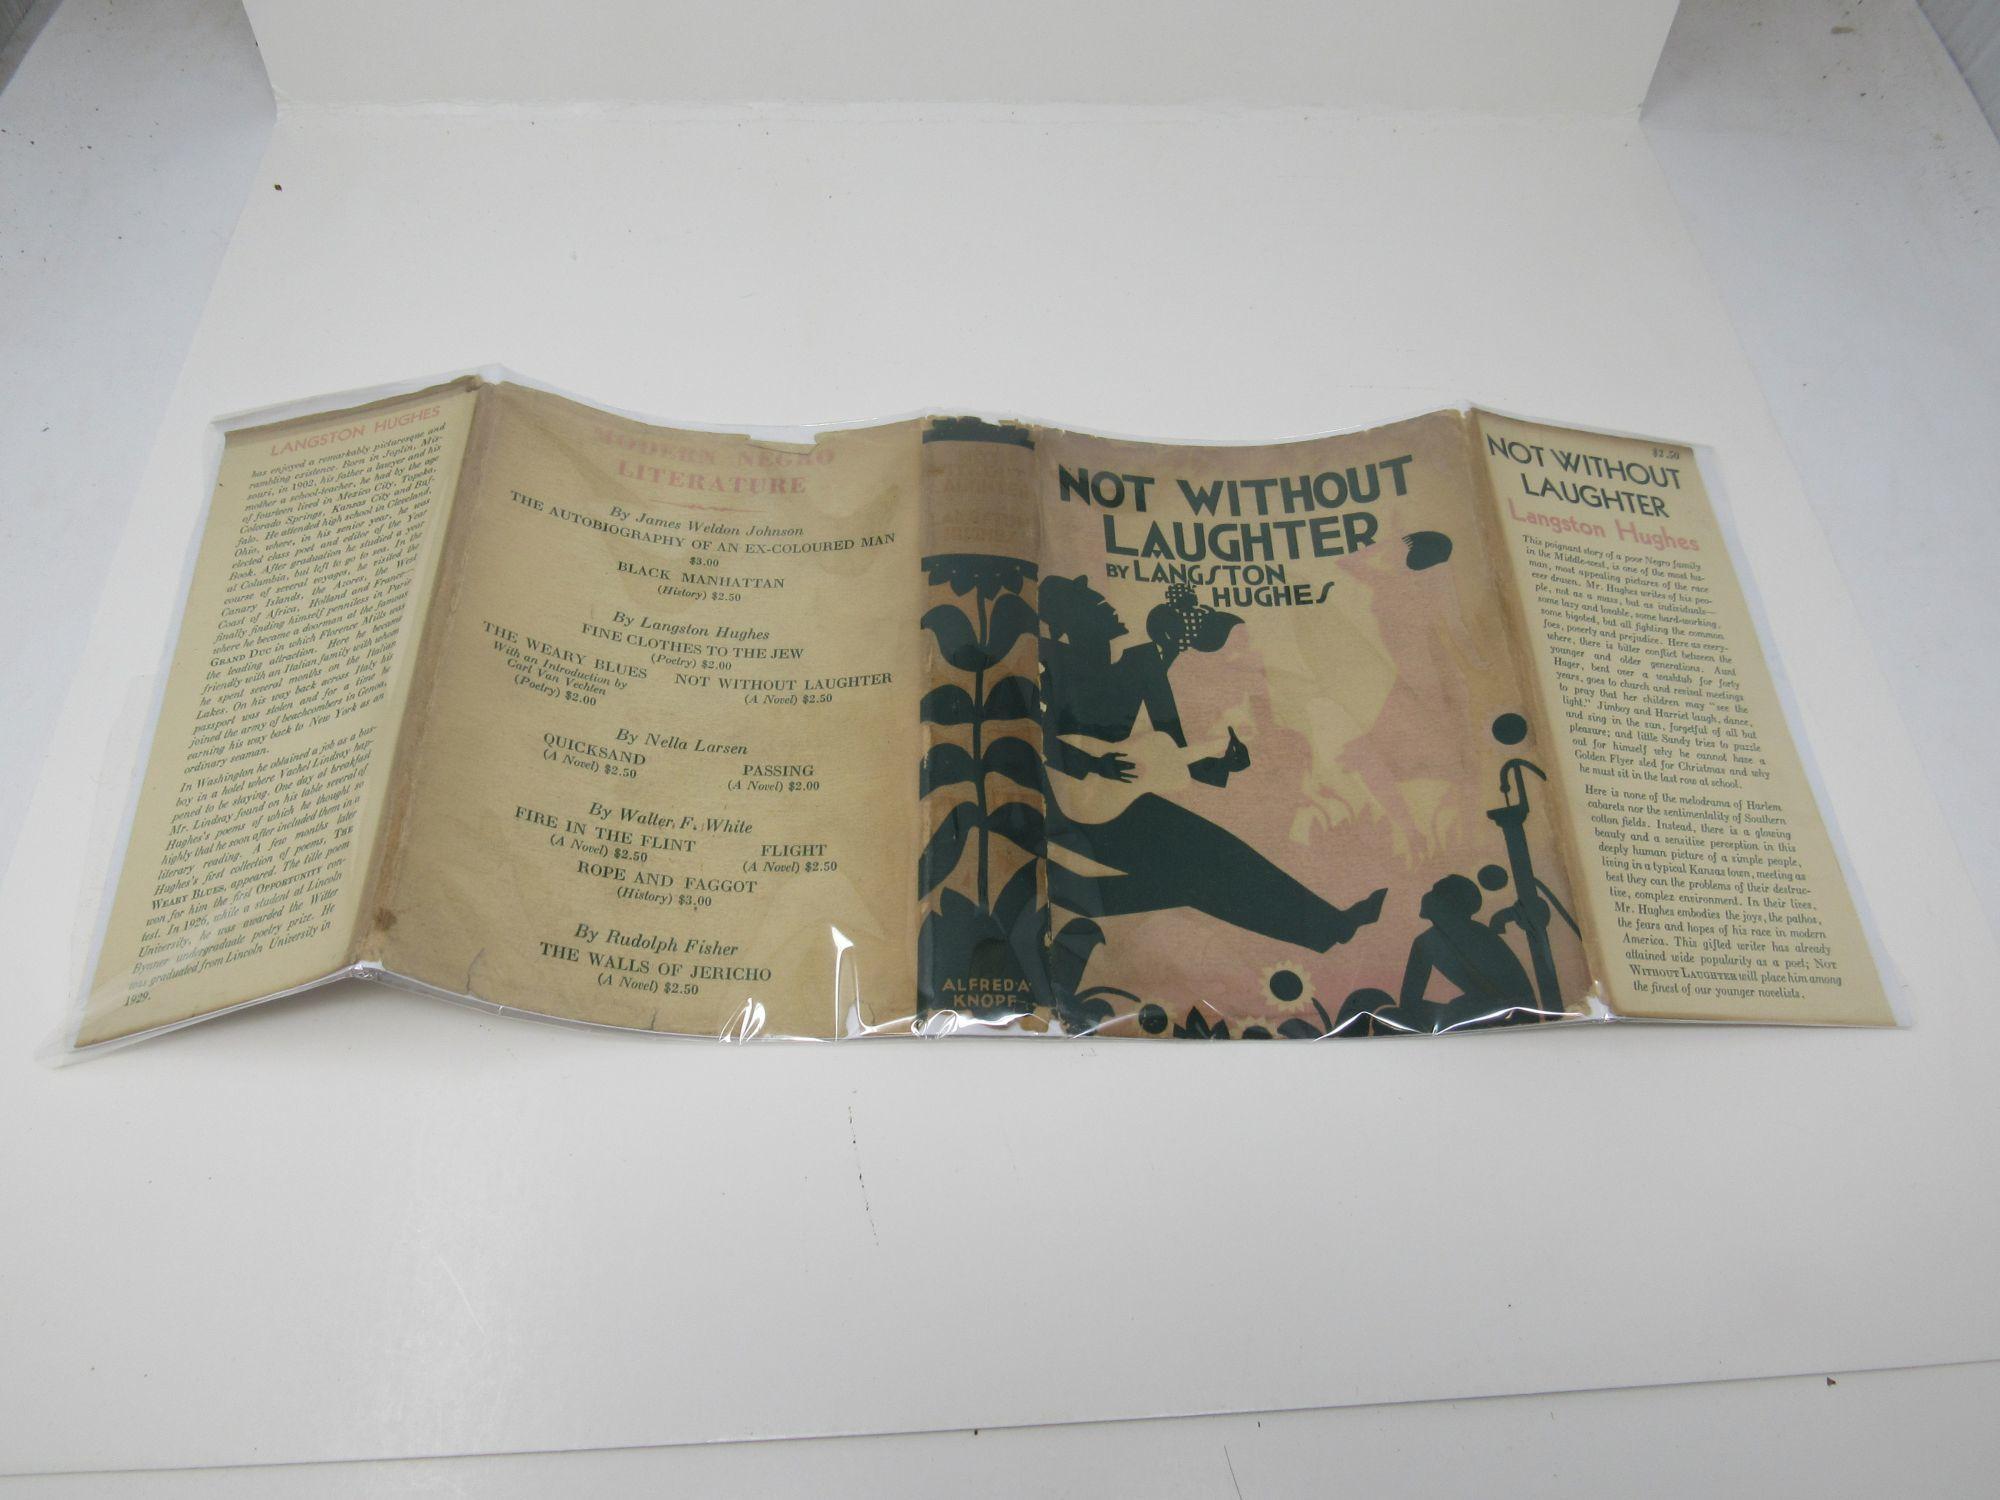 LANGSTON HUGHES
has enjoyed a remarkably picturesque and
rambling existence. Born in Joplin, Mis-
souri, in 1902, his father a lawyer and his
mother a school-teacher, he had by the age
of fourteen lived in Mexico City, Topeka,
Colorado Springs, Kansas City and Buf-
falo. He attended high school in Cleveland,
Ohio, where, in his senior year, he was
elected class poet and editor of the Year
Book. After graduation he studied a year
at Columbia, but left to go to sea. In the
course of several voyages, he visited the
Canary Islands, the Azores, the West
Coast of Africa, Holland and France—
finally finding himself penniless in Paris
where he became a doorman at the famous
GRAND DUC in which Florence Mills was
the leading attraction. Here he became
friendly with an Italian family with whom
he spent several months on the Italian
Lakes. On his way back across Italy his
passport was stolen and for a time he
joined the army of beachcombers in Genoa,
earning his way back to New York as an
ordinary seaman.
In Washington he obtained a job as a bus-
boy in a hotel where Vachel Lindsay hap-
pened to be staying. One day at breakfast
Mr. Lindsay found on his table several of
Hughes's poems of which he thought so
highly that he soon after included them in a
literary reading. A few months later
Hughes's first collection of poems, THE
WEARY BLUES, appeared. The title poem
won for him the first OPPORTUNITY con-
test. In 1926, while a student at Lincoln
University, he was awarded the Witter
Bynner undergraduate poetry prize. He
was graduated from Lincoln University in
1929.
MODERN NEGRO
LITERATURE
By James Weldon Johnson
THE AUTOBIOGRAPHY OF AN EX-COLOURED MAN
$3.00
BLACK MANHATTAN
(History) $2.50
By Langston Hughes
FINE CLOTHES TO THE JEW
(Poetry) $2.00
THE WEARY BLUES
With an Introduction by
Carl Van Vechten
(Poetry) $2.00
NOT WITHOUT LAUGHTER
(A Novel) $2.50
By Nella Larsen
QUICKSAND
(A Novel) $2.50
PASSING
(A Novel) $2.00
By Walter F. White
FIRE IN THE FLINT
(A Novel) $2.50
FLIGHT
(A Novel) $2.50
ROPE AND FAGGOT
(History) $3.00
By Rudolph Fisher
THE WALLS OF JERICHO
(A Novel) $2.50
ALFRED·A·
KNOPF
NOT WITHOUT
LAUGHTER
BY LANGSTON
HUGHES
$2.50
NOT WITHOUT
LAUGHTER
Langston Hughes
This poignant story of a poor Negro family
in the Middle-west, is one of the most hu-
man, most appealing pictures of the race
ever drawn. Mr. Hughes writes of his peo-
ple, not as a mass, but as individuals—
some lazy and lovable, some hard-working,
some bigoted, but all fighting the common
foes, poverty and prejudice. Here as every-
where, there is bitter conflict between the
younger and older generations. Aunt
Hager, bent over a washtub for forty
years, goes to church and revival meetings
to pray that her children may "see the
light." Jimboy and Harriet laugh, dance,
and sing in the sun, forgetful of all but
pleasure; and little Sandy tries to puzzle
out for himself why he cannot have a
Golden Flyer sled for Christmas and why
he must sit in the last row at school.
Here is none of the melodrama of Harlem
cabarets nor the sentimentality of Southern
cotton fields. Instead, there is a glowing
beauty and a sensitive perception in this
deeply human picture of a simple people,
living in a typical Kansas town, meeting as
best they can the problems of their destruc-
tive, complex environment. In their lives,
Mr. Hughes embodies the joys, the pathos,
the fears and hopes of his race in modern
America. This gifted writer has already
attained wide popularity as a poet; NOT
WITHOUT LAUGHTER will place him among
the finest of our younger novelists.